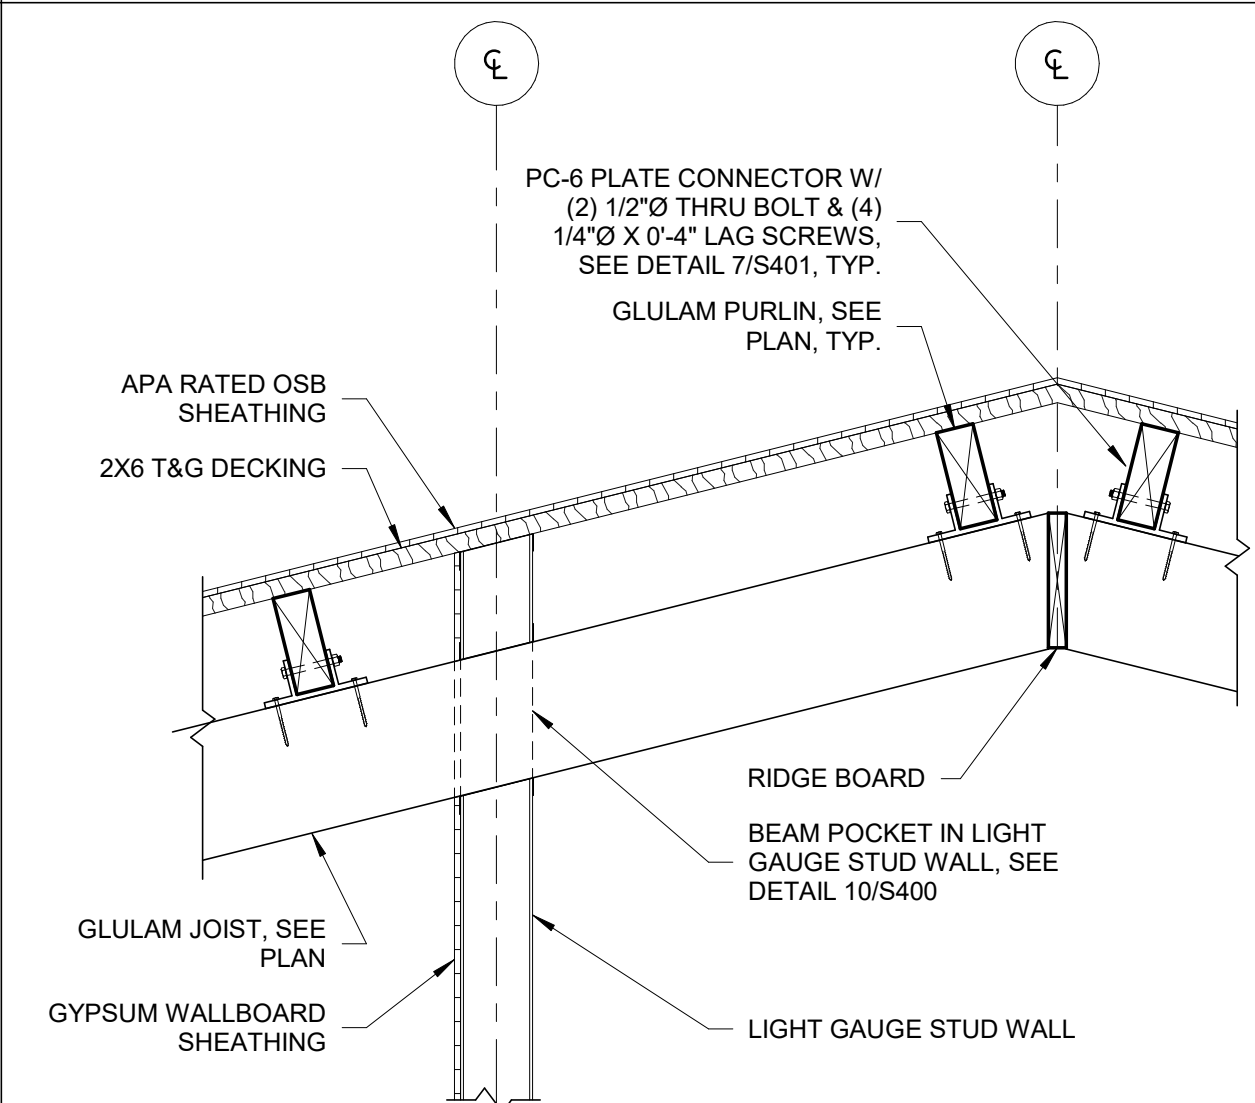 ℄
℄
PC-6 PLATE CONNECTOR W/
(2) 1/2"Ø THRU BOLT & (4)
1/4"Ø X 0'-4" LAG SCREWS,
SEE DETAIL 7/S401, TYP.
GLULAM PURLIN, SEE
PLAN, TYP.
APA RATED OSB
SHEATHING
2X6 T&G DECKING
RIDGE BOARD
BEAM POCKET IN LIGHT
GAUGE STUD WALL, SEE
DETAIL 10/S400
GLULAM JOIST, SEE
PLAN
GYPSUM WALLBOARD
SHEATHING
LIGHT GAUGE STUD WALL